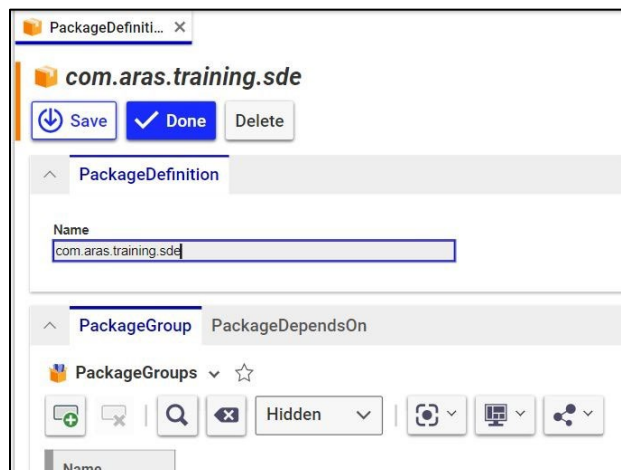 PackageDefiniti...
com.aras.training.sde
Save Done Delete
PackageDefinition
Name
com.aras.training.sde
PackageGroup PackageDependsOn
PackageGroups
Hidden
Name